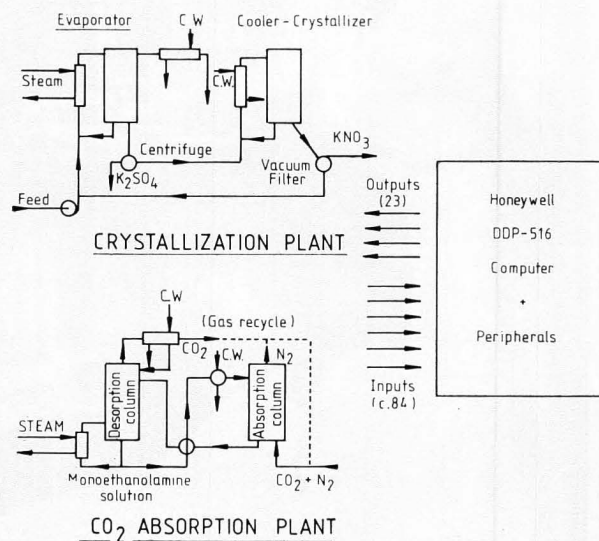 Evaporator
C W
Cooler-Crystallizer
Steam
C.W.
Centrifuge
K2SO4
KNO3
Vacuum
Filter
Feed
CRYSTALLIZATION PLANT
Outputs
(23)
Honeywell
DDP-516
Computer
+
Peripherals
Inputs
(c.84)
C.W
(Gas recycle)
CO2
C.W.
N2
Desorption
column
Absorption
column
STEAM
Monoethanolamine
solution
CO2 + N2
CO2 ABSORPTION PLANT